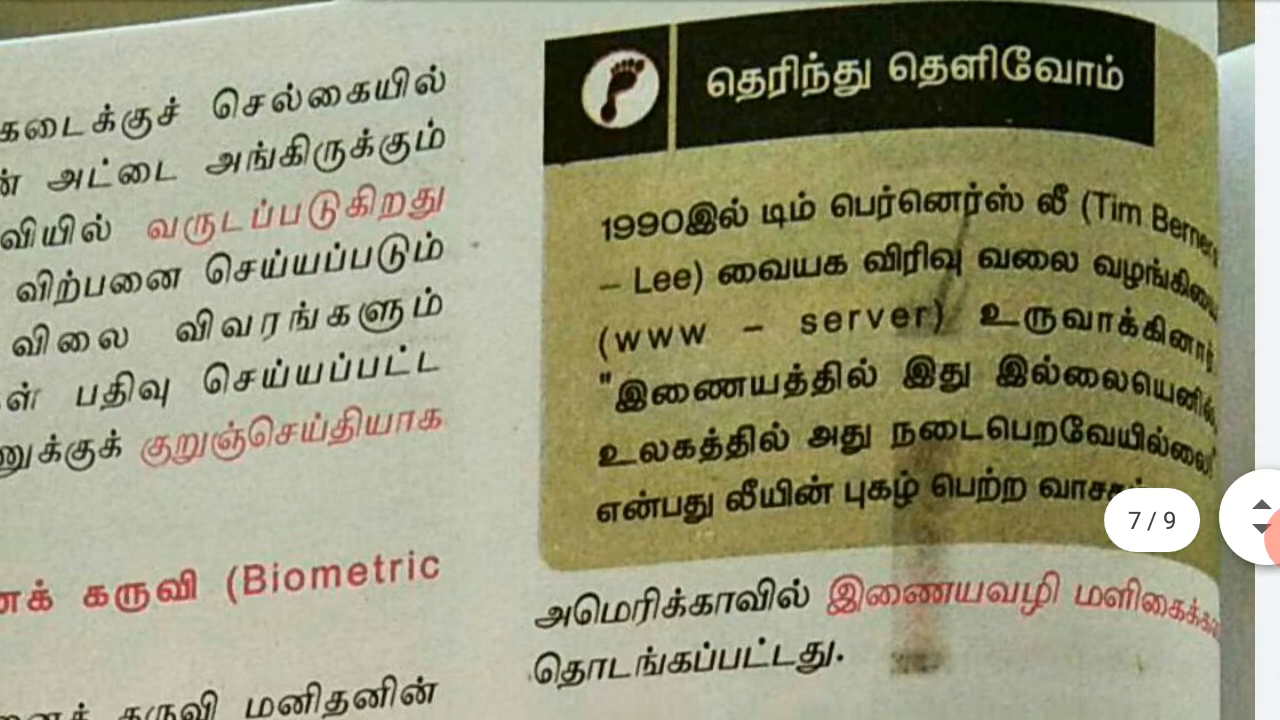 கடைக்குச் செல்கையில்
அட்டை அங்கிருக்கும்
வருடப்படுகிறது
விற்பனை செய்யப்படும்
விலை விவரங்களும்
பதிவு செய்யப்பட்ட
குறுஞ்செய்தியாக
கருவி (Biometric
கருவி மனிதனின்
தெரிந்து தெளிவோம்
1990இல் டிம் பெர்னெர்ஸ் லீ (Tim
– Lee) வையக விரிவு வலை
(www – server) உருவாக்கினார்.
"இணையத்தில் இது இல்லையெனில்
உலகத்தில் அது நடைபெறவேயில்லை"
என்பது லீயின் புகழ் பெற்ற
7 / 9
அமெரிக்காவில் இணையவழி
தொடங்கப்பட்டது.